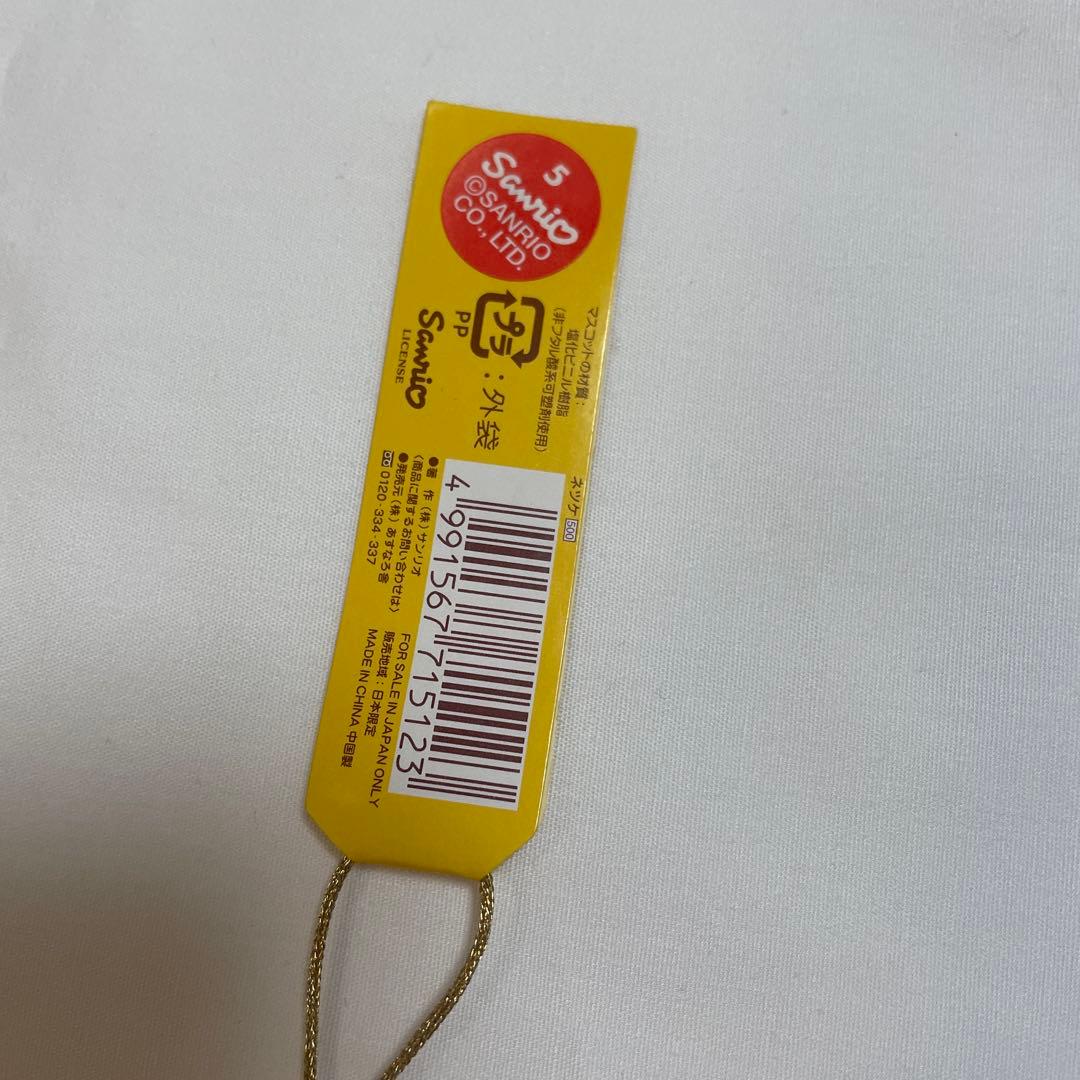 5
Sanrio
©SANRIO
CO., LTD.
マスコットの材質：
塩化ビニル樹脂
（非フタル酸系可塑剤使用）
プラ：外袋
PP
Sanrio
LICENSE
ネツケ 500
4 991567 715123
●著 作（株）サンリオ
〈商品に関するお問い合わせは〉
●発売元（株）あすなろ舎
0120-334-337
FOR SALE IN JAPAN ONLY
販売地域：日本限定
MADE IN CHINA 中国製